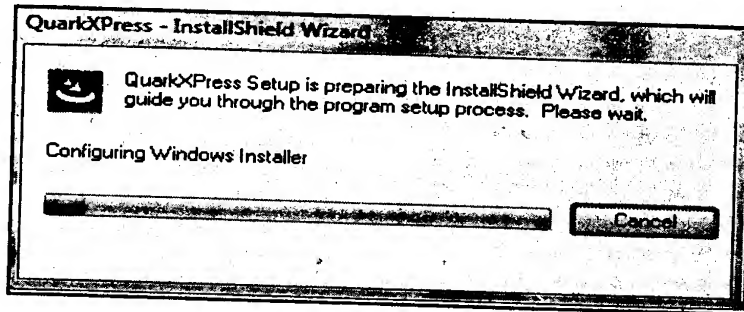 QuarkXPress - InstallShield Wizard
QuarkXPress Setup is preparing the InstallShield Wizard, which will
guide you through the program setup process. Please wait.
Configuring Windows Installer
Cancel